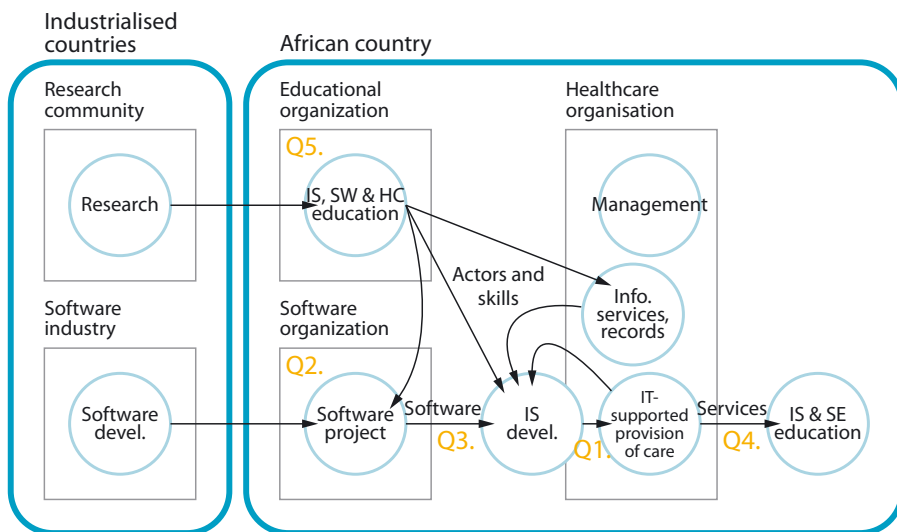 Industrialised
countries
African country
Research
community
Educational
organization
Healthcare
organisation
Q5.
Research
IS, SW & HC
education
Management
Actors and
skills
Info.
services,
records
Software
industry
Software
organization
Q2.
Software
devel.
Software
project
Software
Q3.
IS
devel.
Q1.
IT-
supported
provision
of care
Services
Q4.
IS & SE
education